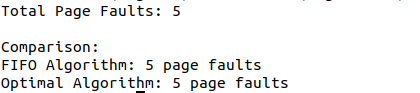 Total Page Faults: 5
Comparison:
FIFO Algorithm: 5 page faults
Optimal Algorithm: 5 page faults